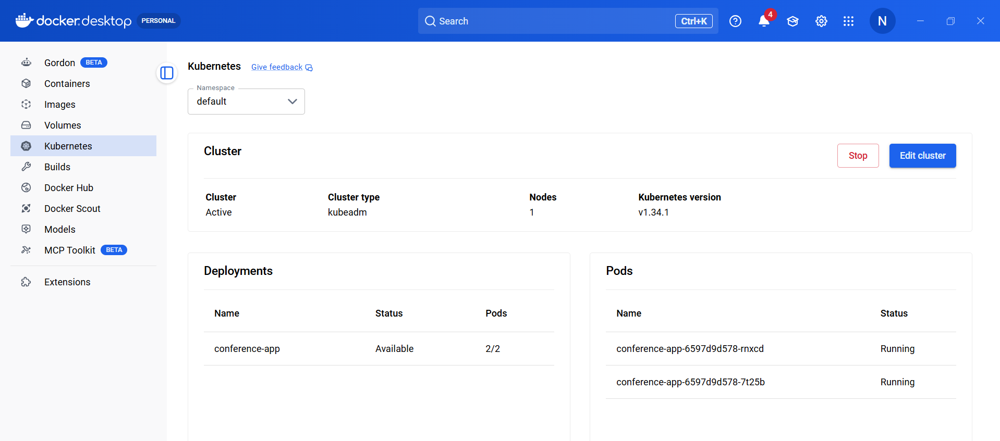 docker.desktop PERSONAL Search Ctrl+K 4 N
Gordon BETA
Containers
Images
Volumes
Kubernetes
Builds
Docker Hub
Docker Scout
Models
MCP Toolkit BETA
Extensions
Kubernetes Give feedback
Namespace
default
Cluster Stop Edit cluster
Cluster Cluster type Nodes Kubernetes version
Active kubeadm 1 v1.34.1
Deployments
Name Status Pods
conference-app Available 2/2
Pods
Name Status
conference-app-6597d9d578-rnxcd Running
conference-app-6597d9d578-7t25b Running